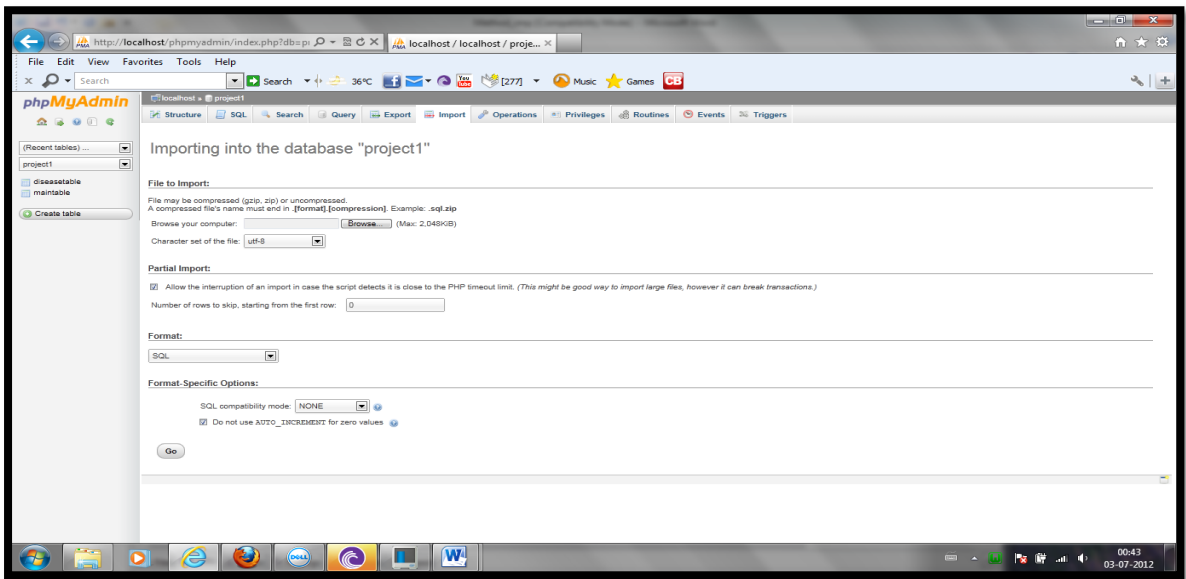 http://localhost/phpmyadmin/index.php?db=pr
localhost / localhost / proje...
File Edit View Favorites Tools Help
Search
Search
36°C
You Tube
[277]
Music
Games
CB
phpMyAdmin
localhost » project1
Structure SQL Search Query Export Import Operations Privileges Routines Events Triggers
(Recent tables) ...
project1
diseasetable
maintable
Create table
Importing into the database "project1"
File to Import:
File may be compressed (gzip, zip) or uncompressed.
A compressed file's name must end in .[format].[compression]. Example: .sql.zip
Browse your computer: Browse... (Max: 2,048KiB)
Character set of the file: utf-8
Partial Import:
Allow the interruption of an import in case the script detects it is close to the PHP timeout limit. (This might be good way to import large files, however it can break transactions.)
Number of rows to skip, starting from the first row: 0
Format:
SQL
Format-Specific Options:
SQL compatibility mode: NONE
Do not use AUTO_INCREMENT for zero values
Go
DELL
W
00:43
03-07-2012